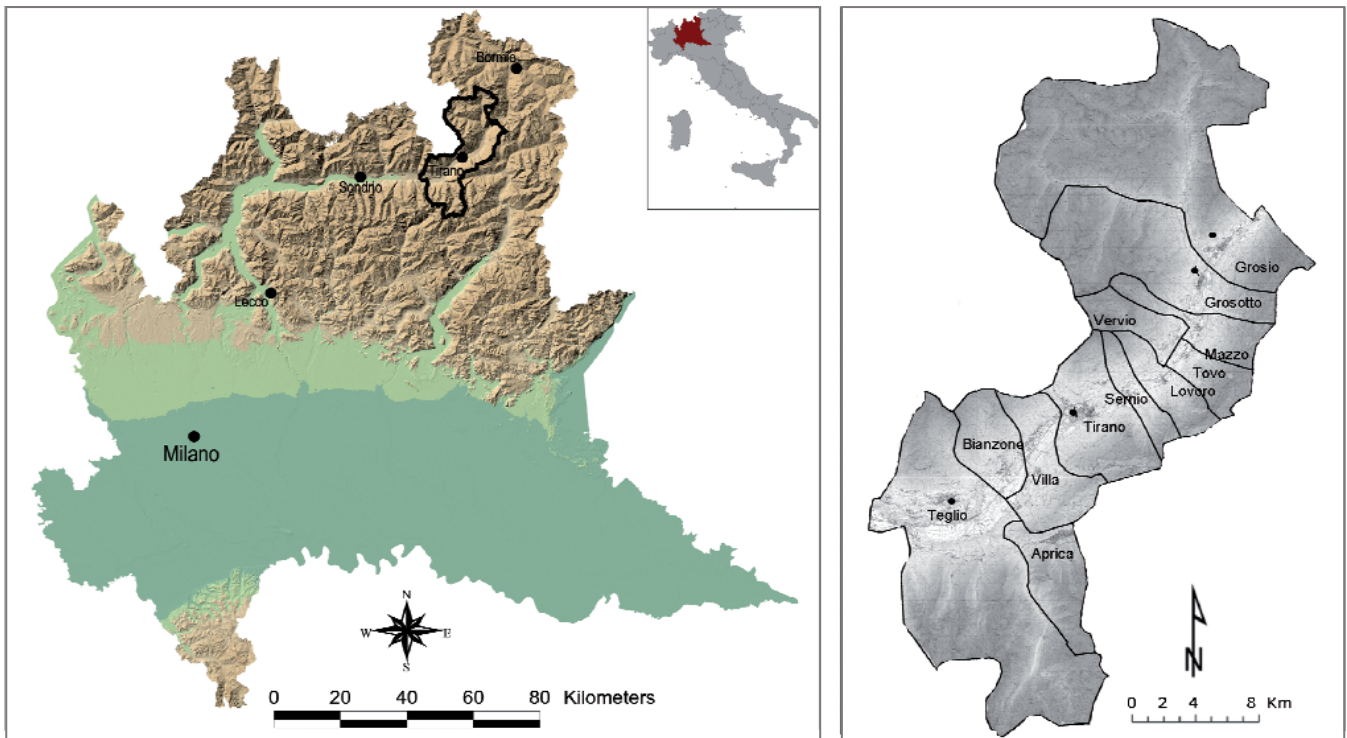 Bormio
Tirano
Sondrio
Lecco
Milano
N
W E
S
0 20 40 60 80 Kilometers
Grosio
Grosotto
Vervio
Mazzo
Tovo
Lovero
Sernio
Tirano
Bianzone
Villa
Teglio
Aprica
N
0 4 8 Km